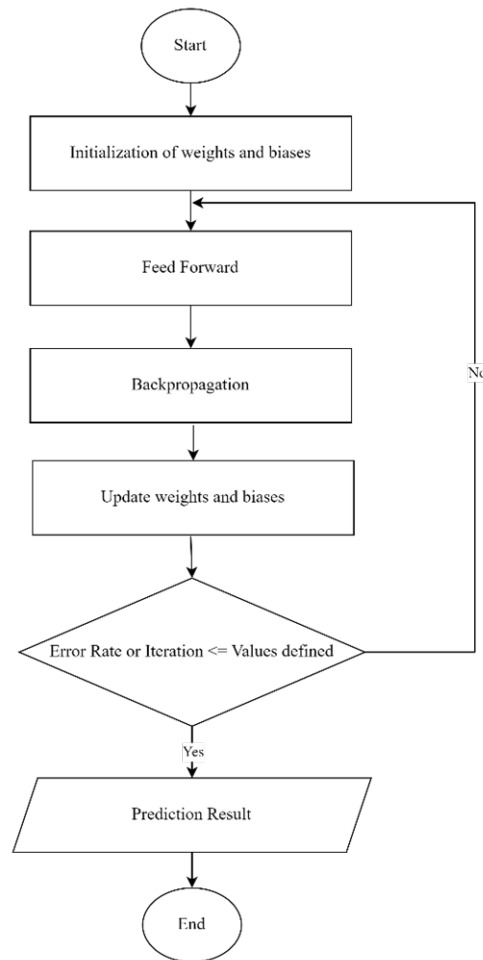 Start
Initialization of weights and biases
Feed Forward
Backpropagation
No
Update weights and biases
Error Rate or Iteration <= Values defined
Yes
Prediction Result
End